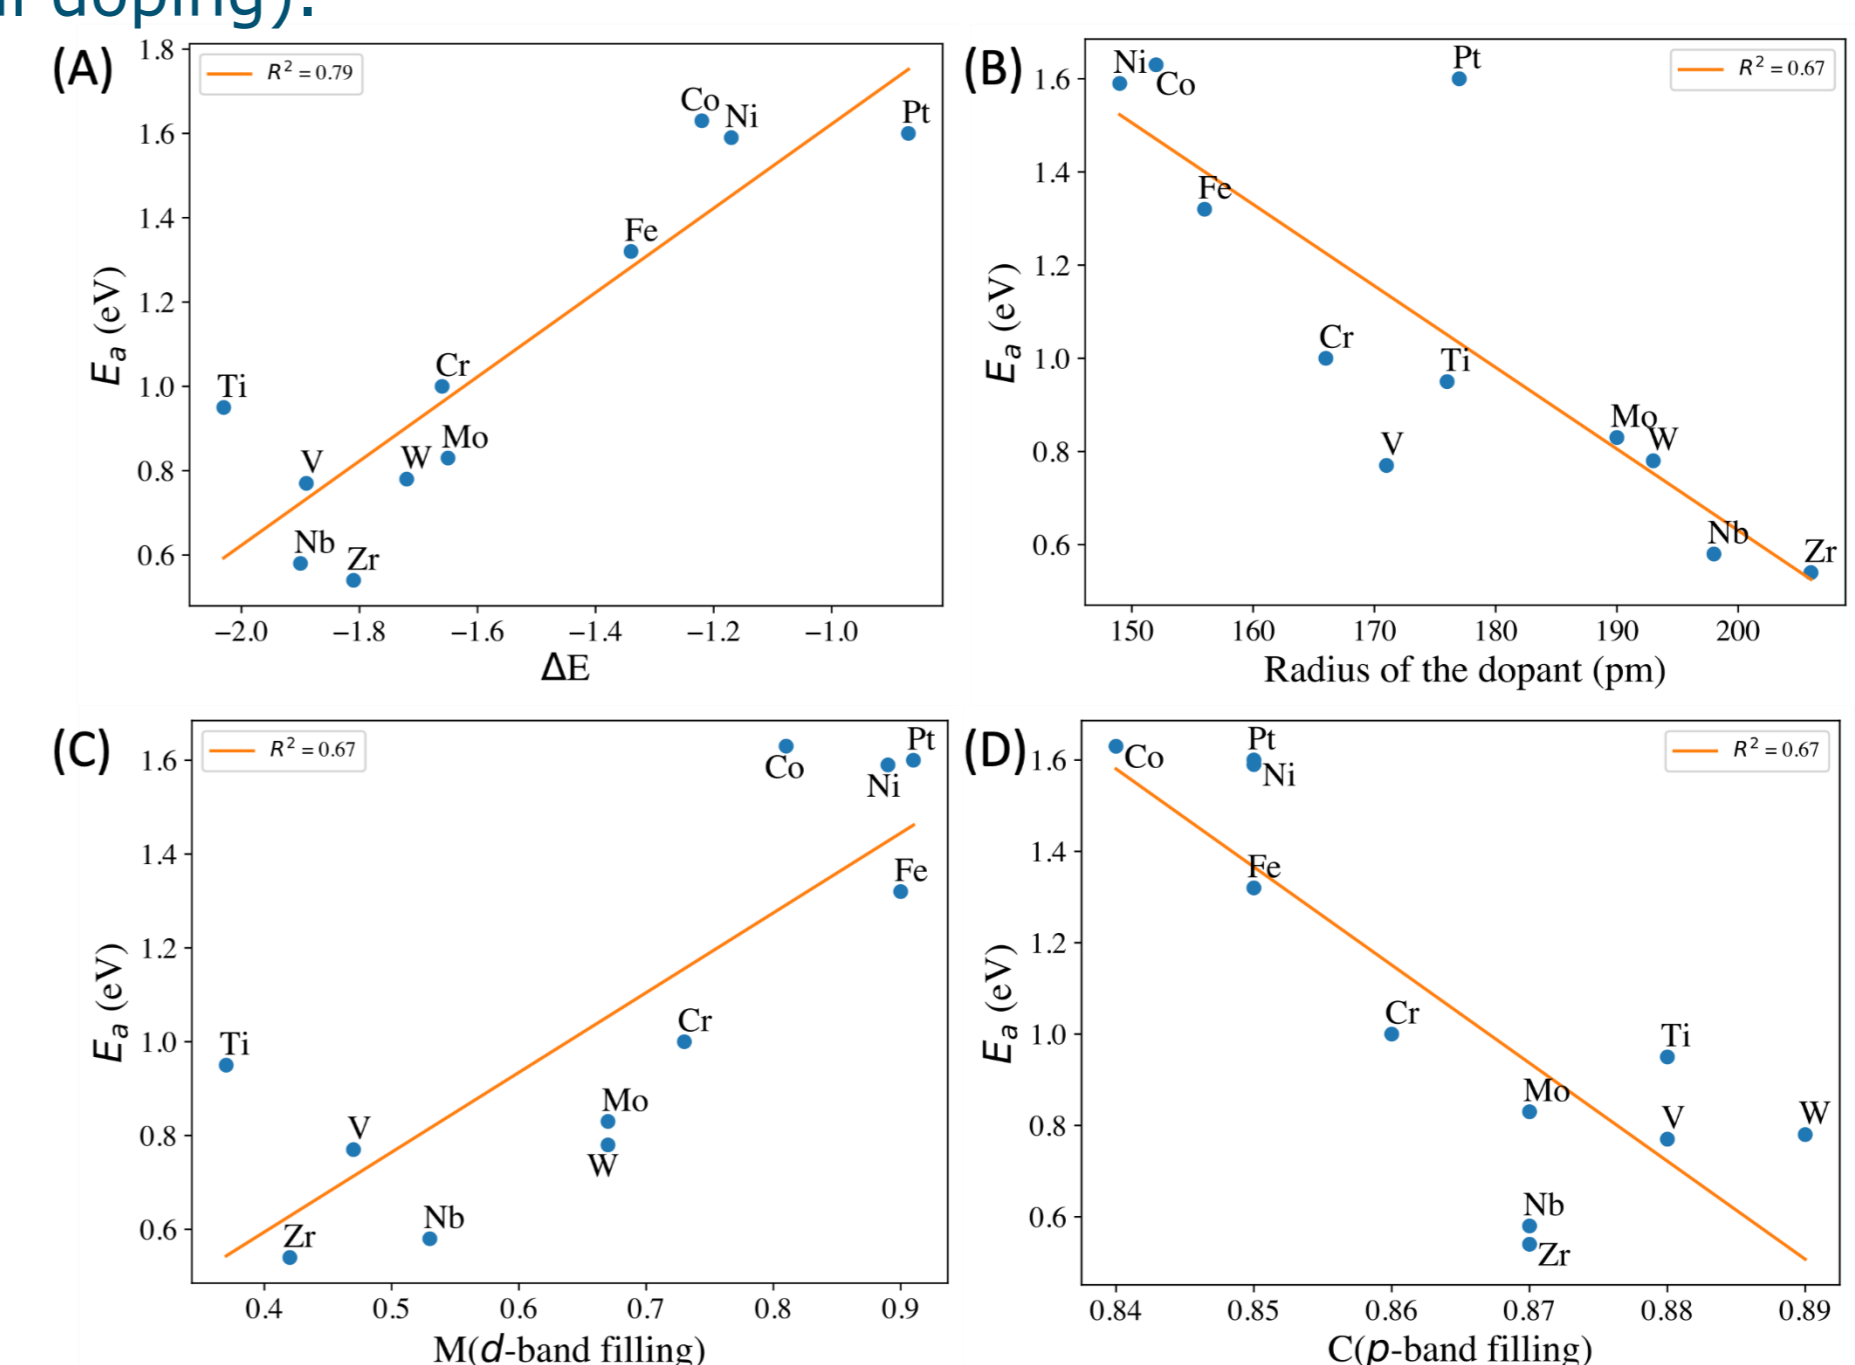 doping).
(A)
R² = 0.79
1.8
1.6
1.4
1.2
1.0
0.8
0.6
Eₐ (eV)
Ti
V
Nb
Zr
W
Mo
Cr
Fe
Co
Ni
Pt
−2.0 −1.8 −1.6 −1.4 −1.2 −1.0
ΔE
(B)
R² = 0.67
1.6
1.4
1.2
1.0
0.8
0.6
Eₐ (eV)
Ni
Co
Pt
Fe
Cr
Ti
V
Mo
W
Nb
Zr
150 160 170 180 190 200
Radius of the dopant (pm)
(C)
R² = 0.67
1.6
1.4
1.2
1.0
0.8
0.6
Eₐ (eV)
Co
Pt
Ni
Fe
Ti
Cr
Mo
V
W
Nb
Zr
0.4 0.5 0.6 0.7 0.8 0.9
M(d-band filling)
(D)
R² = 0.67
1.6
1.4
1.2
1.0
0.8
0.6
Eₐ (eV)
Co
Pt
Ni
Fe
Cr
Ti
Mo
V
W
Nb
Zr
0.84 0.85 0.86 0.87 0.88 0.89
C(p-band filling)